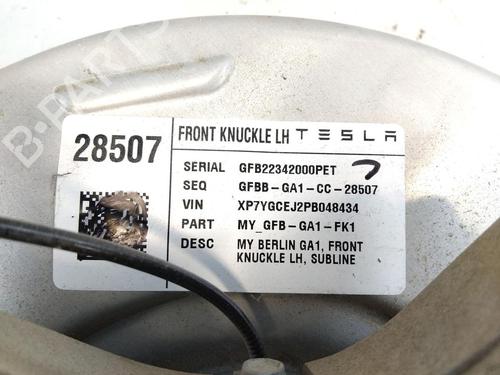 B-PARTS
28507
FRONT KNUCKLE LH TESLA
SERIAL GFB22342000PET
SEQ GFBB-GA1-CC-28507
VIN XP7YGCEJ2PB048434
PART MY_GFB-GA1-FK1
DESC MY BERLIN GA1, FRONT
KNUCKLE LH, SUBLINE